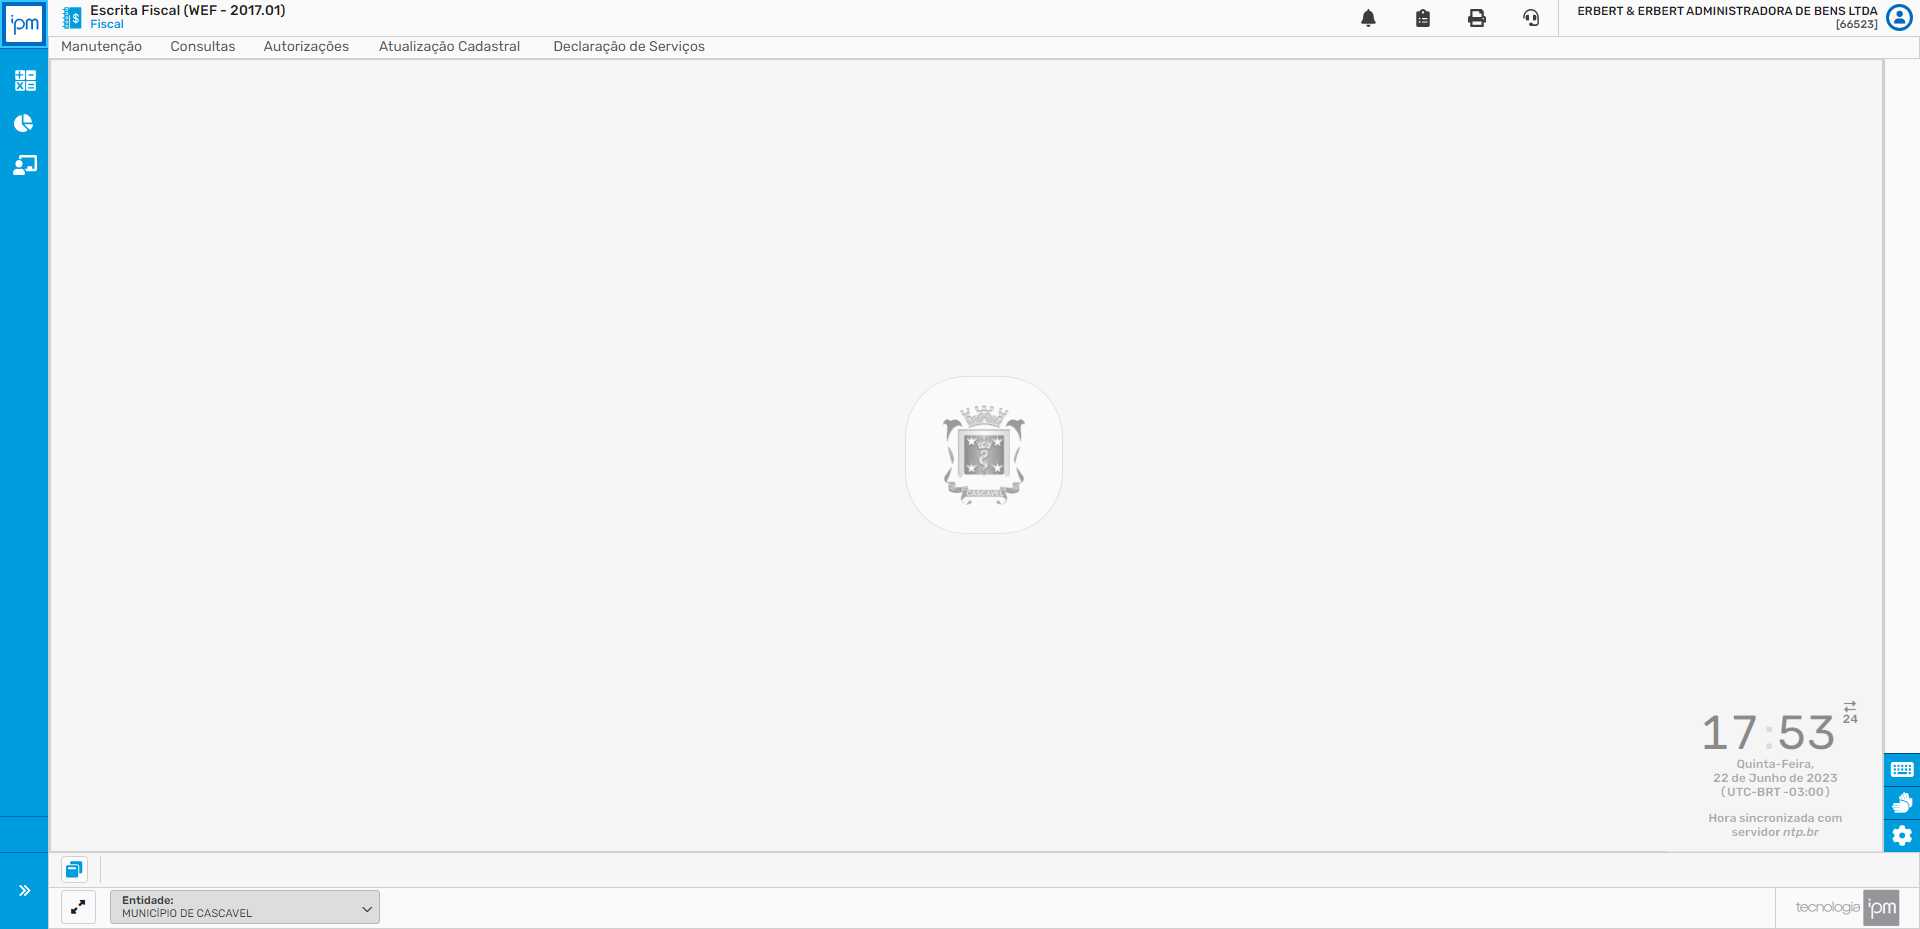 ipm
Escrita Fiscal (WEF - 2017.01)
Fiscal
ERBERT & ERBERT ADMINISTRADORA DE BENS LTDA
[66523]
Manutenção Consultas Autorizações Atualização Cadastral Declaração de Serviços
CASCAVEL
17:53
24
Quinta-Feira,
22 de Junho de 2023
(UTC-BRT -03:00)
Hora sincronizada com
servidor ntp.br
Entidade:
MUNICÍPIO DE CASCAVEL
tecnologia ipm